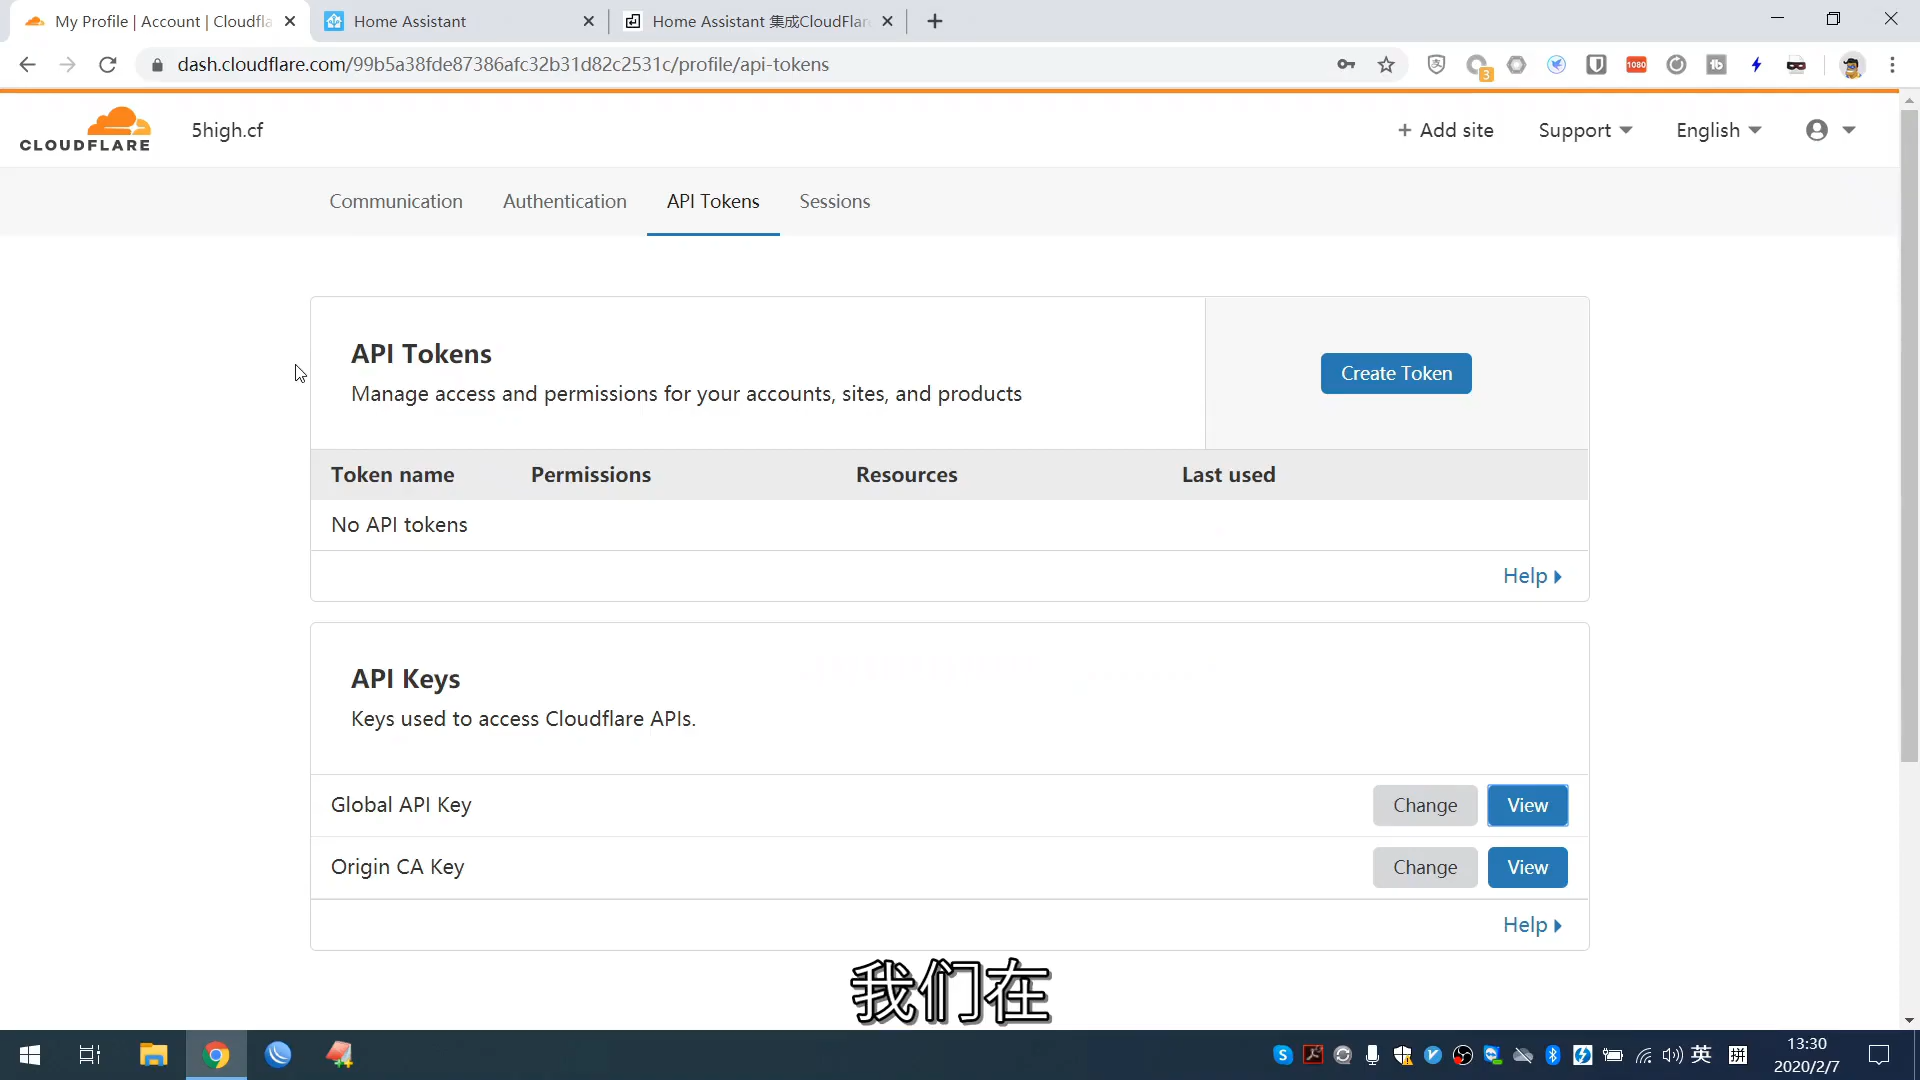 My Profile | Account | Cloudfla
Home Assistant
Home Assistant 集成CloudFlar
dash.cloudflare.com/99b5a38fde87386afc32b31d82c2531c/profile/api-tokens
3
1080
CLOUDFLARE
5high.cf
+ Add site
Support
English
Communication
Authentication
API Tokens
Sessions
API Tokens
Manage access and permissions for your accounts, sites, and products
Create Token
Token name Permissions Resources Last used
No API tokens
Help
API Keys
Keys used to access Cloudflare APIs.
Global API Key
Change
View
Origin CA Key
Change
View
Help
我们在
英
拼
13:30
2020/2/7